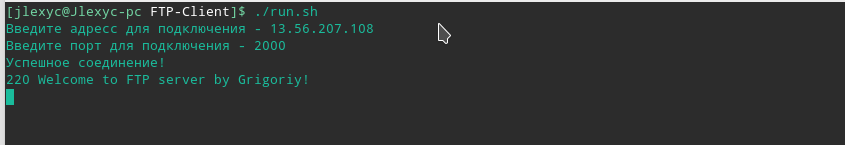 [jlexyc@Jlexyc-pc FTP-Client]$ ./run.sh
Введите адресс для подключения - 13.56.207.108
Введите порт для подключения - 2000
Успешное соединение!
220 Welcome to FTP server by Grigoriy!